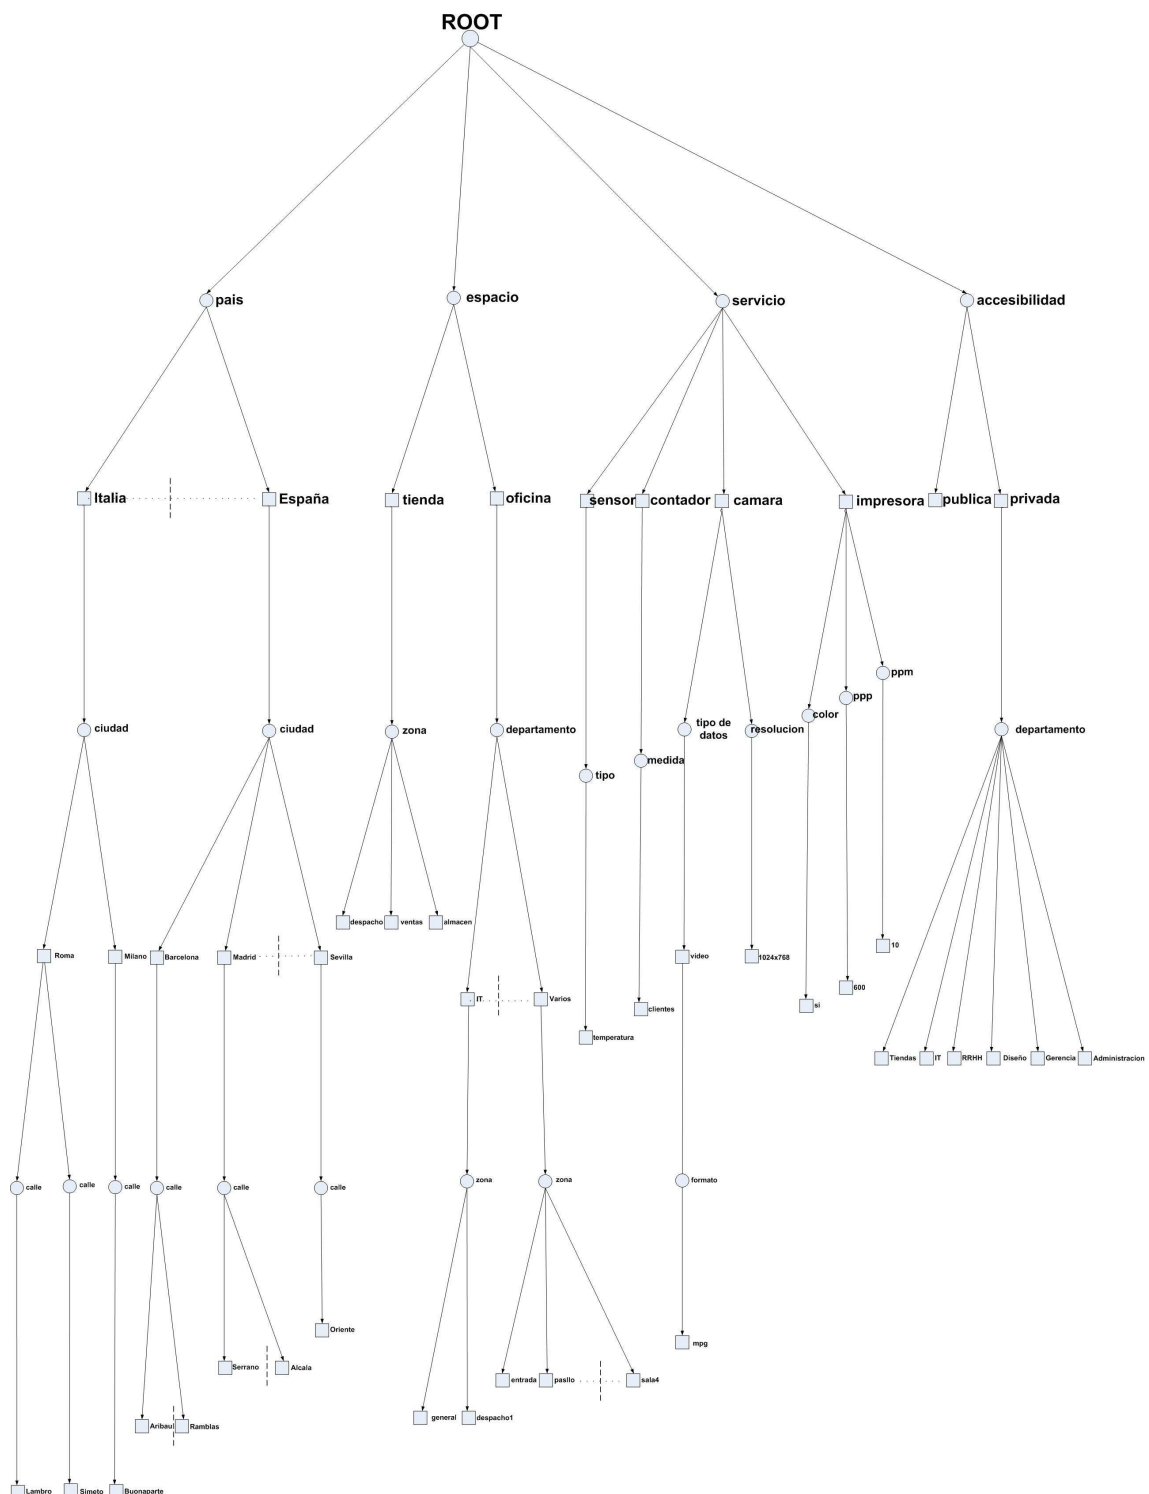 ROOT
pais
espacio
servicio
accesibilidad
Italia
España
tienda
oficina
sensor
contador
camara
impresora
publica
privada
ppm
ppp
color
ciudad
ciudad
zona
departamento
tipo de
datos
resolucion
departamento
medida
tipo
despacho
ventas
almacen
10
Roma
Milano
Barcelona
Madrid
Sevilla
video
1024x768
600
IT
Varios
si
clientes
temperatura
Tiendas
IT
RRHH
Diseño
Gerencia
Administracion
calle
calle
calle
calle
calle
calle
zona
zona
formato
Oriente
mpg
Serrano
Alcala
entrada
pasllo
sala4
general
despacho1
Aribaul
Ramblas
Lambro
Simeto
Buonaparte